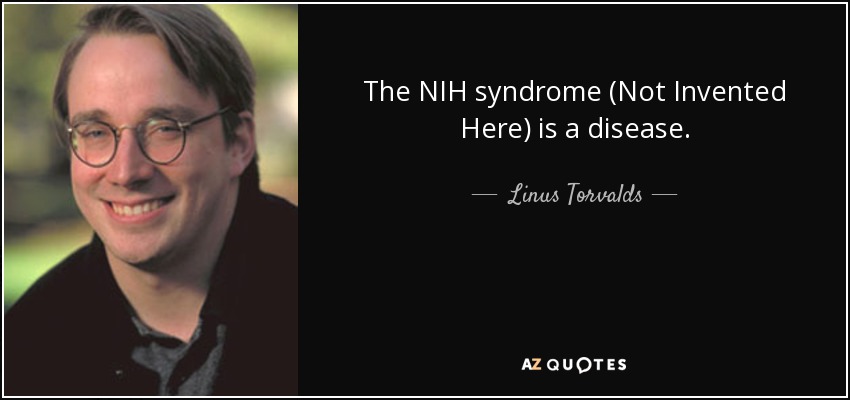 The NIH syndrome (Not Invented
Here) is a disease.
Linus Torvalds
AZ QUOTES